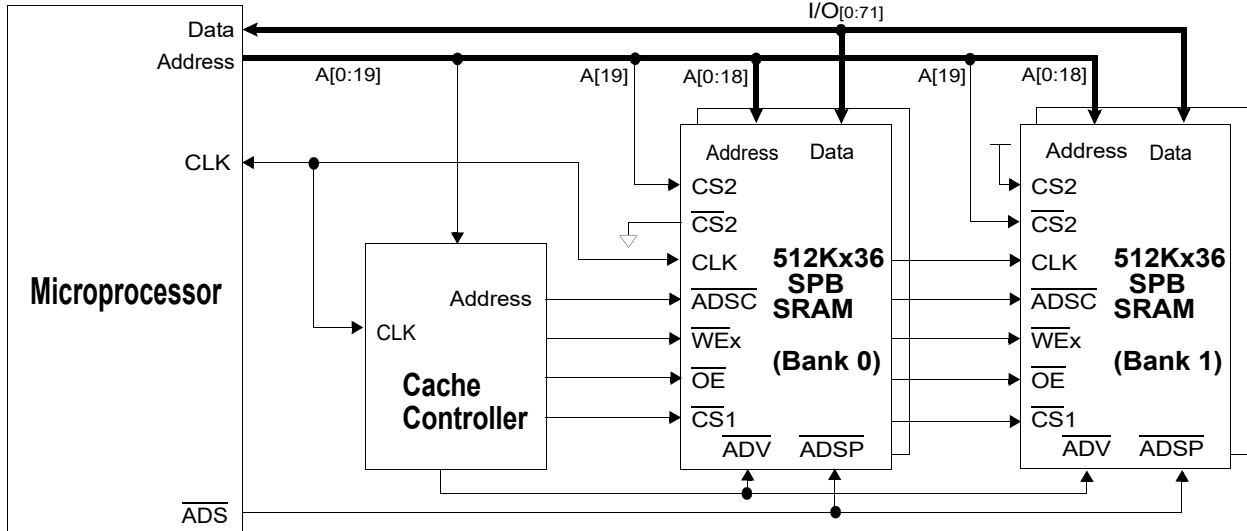 I/O[0:71]
Data
Address
A[0:19]
A[19]
A[0:18]
A[19]
A[0:18]
CLK
Microprocessor
ADS
Address
CLK
Cache
Controller
Address Data
CS2
CS2
CLK
ADSC
WEx
OE
CS1
ADV ADSP
512Kx36
SPB
SRAM
(Bank 0)
Address Data
CS2
CS2
CLK
ADSC
WEx
OE
CS1
ADV ADSP
512Kx36
SPB
SRAM
(Bank 1)